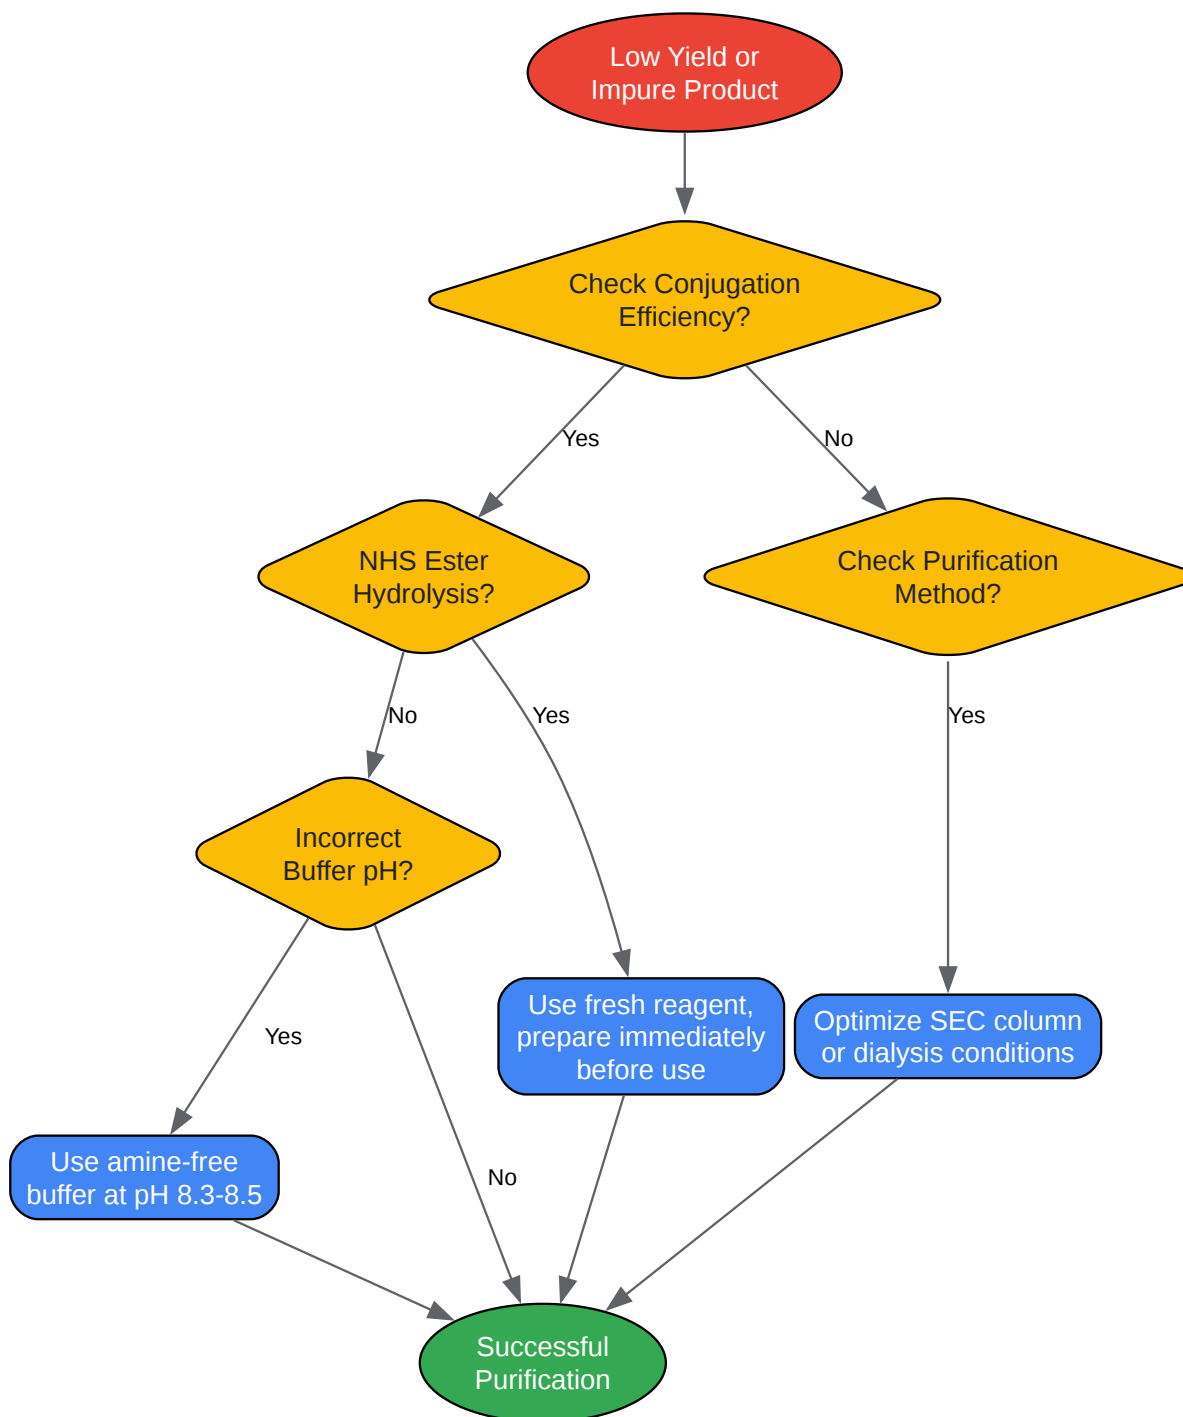 Low Yield or
Impure Product
Check Conjugation
Efficiency?
Yes
No
NHS Ester
Hydrolysis?
Check Purification
Method?
No
Yes
Yes
Incorrect
Buffer pH?
Use fresh reagent,
prepare immediately
before use
Optimize SEC column
or dialysis conditions
Yes
Use amine-free
buffer at pH 8.3-8.5
No
Successful
Purification